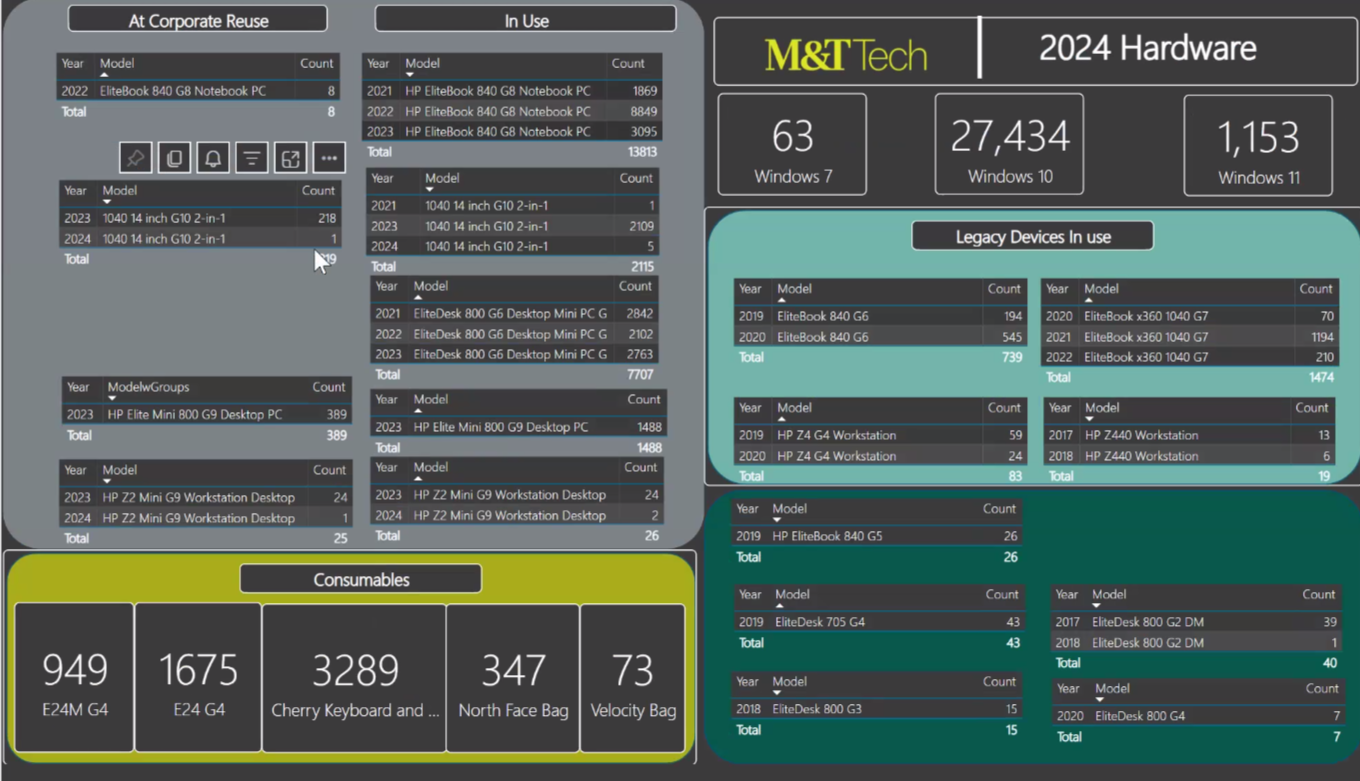 At Corporate Reuse
Year Model Count
2022 EliteBook 840 G8 Notebook PC 8
Total 8
Year Model Count
2023 1040 14 inch G10 2-in-1 218
2024 1040 14 inch G10 2-in-1 1
Total
Year ModelwGroups Count
2023 HP Elite Mini 800 G9 Desktop PC 389
Total 389
Year Model Count
2023 HP Z2 Mini G9 Workstation Desktop 24
2024 HP Z2 Mini G9 Workstation Desktop 1
Total 25
In Use
Year Model Count
2021 HP EliteBook 840 G8 Notebook PC 1869
2022 HP EliteBook 840 G8 Notebook PC 8849
2023 HP EliteBook 840 G8 Notebook PC 3095
Total 13813
Year Model Count
2021 1040 14 inch G10 2-in-1 1
2023 1040 14 inch G10 2-in-1 2109
2024 1040 14 inch G10 2-in-1 5
Total 2115
Year Model Count
2021 EliteDesk 800 G6 Desktop Mini PC G 2842
2022 EliteDesk 800 G6 Desktop Mini PC G 2102
2023 EliteDesk 800 G6 Desktop Mini PC G 2763
Total 7707
Year Model Count
2023 HP Elite Mini 800 G9 Desktop PC 1488
Total 1488
Year Model Count
2023 HP Z2 Mini G9 Workstation Desktop 24
2024 HP Z2 Mini G9 Workstation Desktop 2
Total 26
Consumables
949
E24M G4
1675
E24 G4
3289
Cherry Keyboard and ...
347
North Face Bag
73
Velocity Bag
M&T Tech
2024 Hardware
63
Windows 7
27,434
Windows 10
1,153
Windows 11
Legacy Devices In use
Year Model Count
2019 EliteBook 840 G6 194
2020 EliteBook 840 G6 545
Total 739
Year Model Count
2020 EliteBook x360 1040 G7 70
2021 EliteBook x360 1040 G7 1194
2022 EliteBook x360 1040 G7 210
Total 1474
Year Model Count
2019 HP Z4 G4 Workstation 59
2020 HP Z4 G4 Workstation 24
Total 83
Year Model Count
2017 HP Z440 Workstation 13
2018 HP Z440 Workstation 6
Total 19
Year Model Count
2019 HP EliteBook 840 G5 26
Total 26
Year Model Count
2019 EliteDesk 705 G4 43
Total 43
Year Model Count
2017 EliteDesk 800 G2 DM 39
2018 EliteDesk 800 G2 DM 1
Total 40
Year Model Count
2018 EliteDesk 800 G3 15
Total 15
Year Model Count
2020 EliteDesk 800 G4 7
Total 7